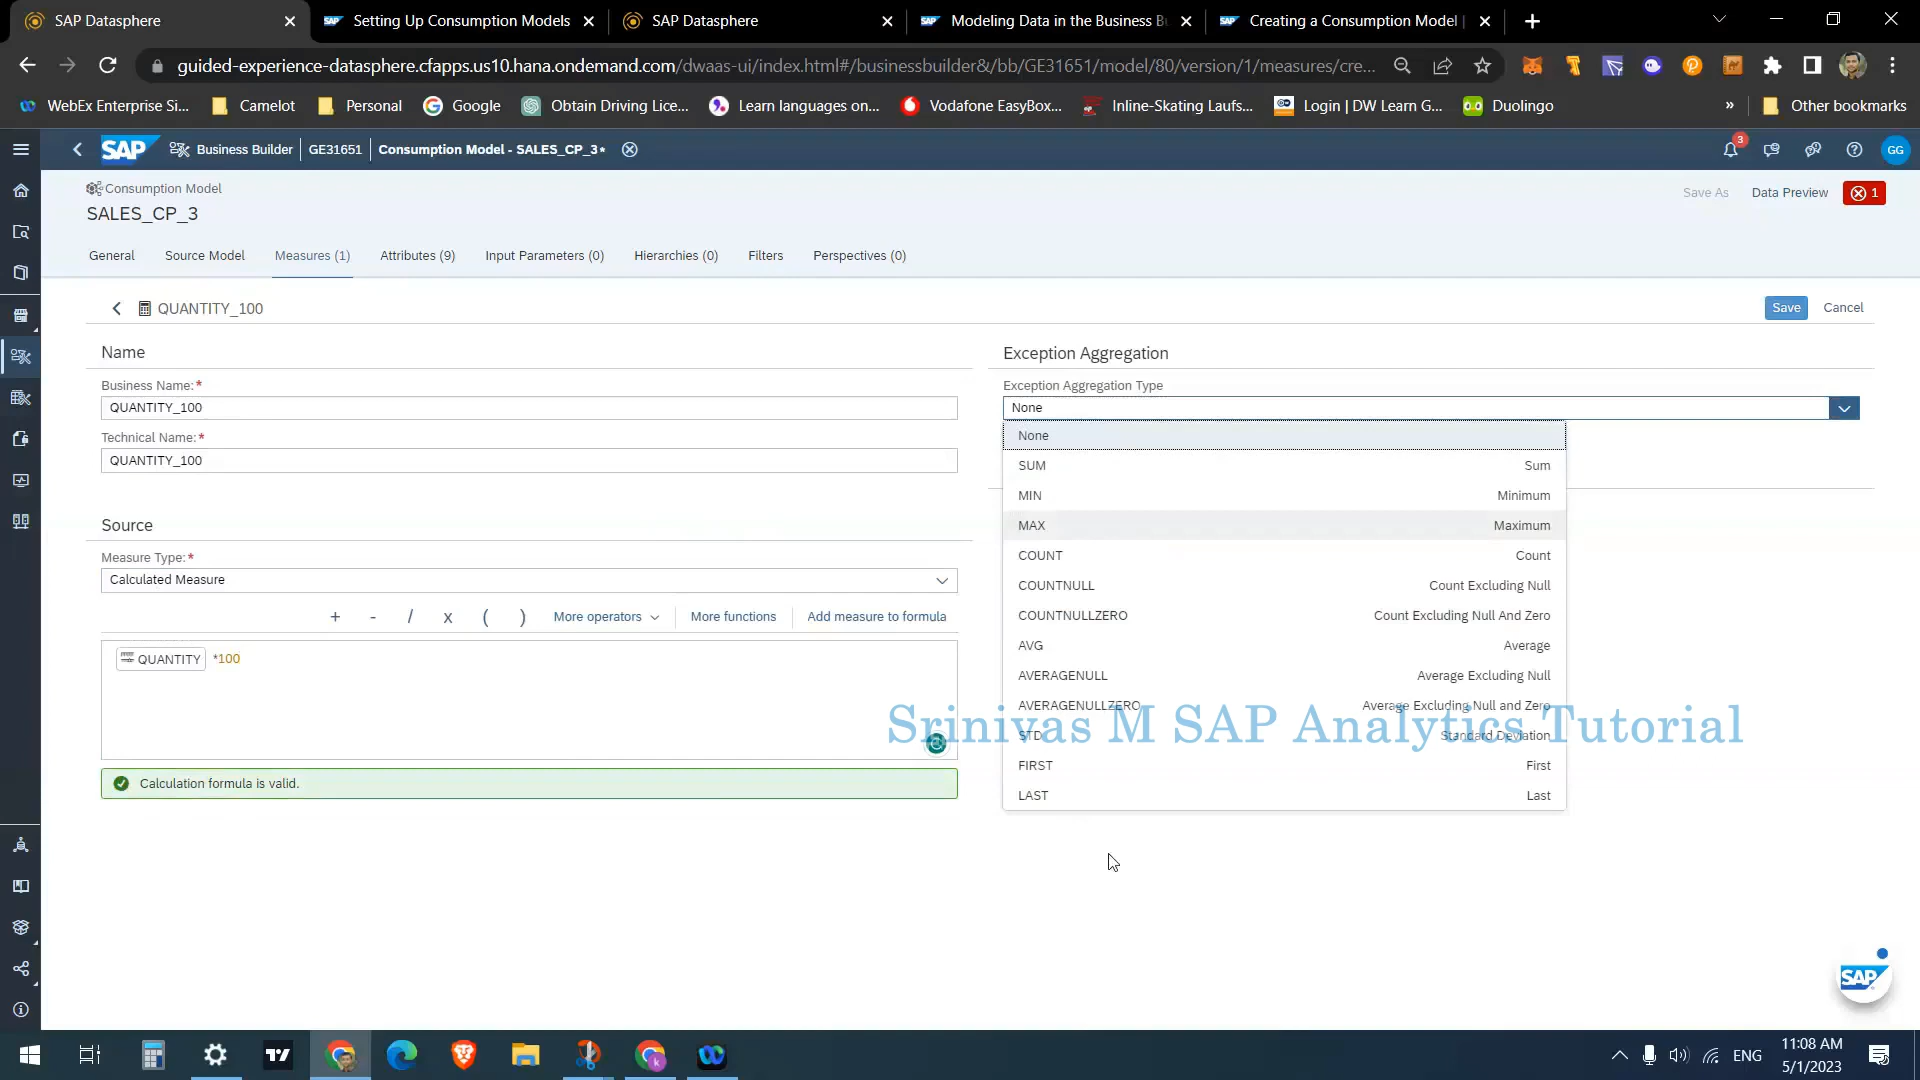 SAP Datasphere
Setting Up Consumption Models
SAP Datasphere
Modeling Data in the Business B
Creating a Consumption Model |
guided-experience-datasphere.cfapps.us10.hana.ondemand.com/dwaas-ui/index.html#/businessbuilder&/bb/GE31651/model/80/version/1/measures/cre...
WebEx Enterprise Si...
Camelot
Personal
Google
Obtain Driving Lice...
Learn languages on...
Vodafone EasyBox...
Inline-Skating Laufs...
Login | DW Learn G...
Duolingo
»
Other bookmarks
SAP
Business Builder
GE31651
Consumption Model - SALES_CP_3*
3
GG
Consumption Model
Save As
Data Preview
1
SALES_CP_3
General
Source Model
Measures (1)
Attributes (9)
Input Parameters (0)
Hierarchies (0)
Filters
Perspectives (0)
QUANTITY_100
Save
Cancel
Name
Business Name:*
QUANTITY_100
Technical Name:*
QUANTITY_100
Source
Measure Type:*
Calculated Measure
+ - / x ( )
More operators
More functions
Add measure to formula
QUANTITY *100
Calculation formula is valid.
Exception Aggregation
Exception Aggregation Type
None
None
SUM Sum
MIN Minimum
MAX Maximum
COUNT Count
COUNTNULL Count Excluding Null
COUNTNULLZERO Count Excluding Null And Zero
AVG Average
AVERAGENULL Average Excluding Null
AVERAGENULLZERO Average Excluding Null and Zero
Srinivas M SAP Analytics Tutorial
STD Standard Deviation
FIRST First
LAST Last
SAP
ENG
11:08 AM
5/1/2023